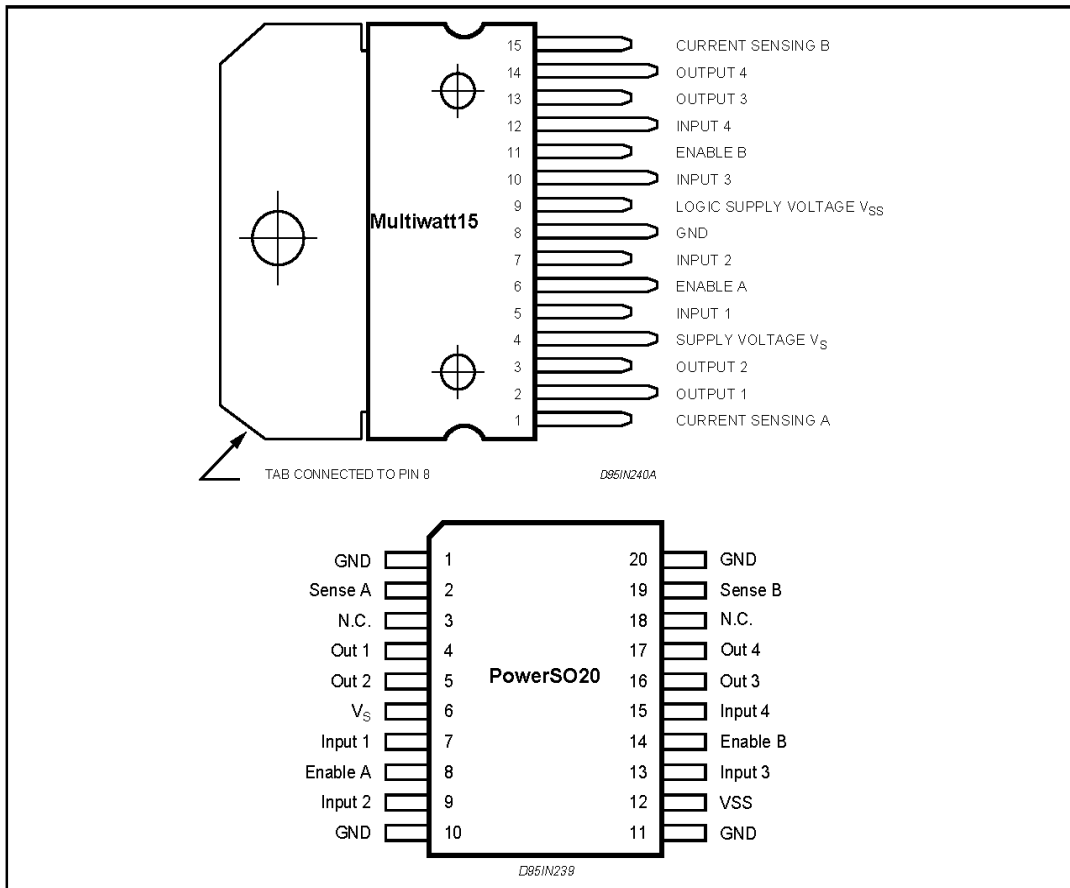 15 CURRENT SENSING B
14 OUTPUT 4
13 OUTPUT 3
12 INPUT 4
11 ENABLE B
10 INPUT 3
Multiwatt15
9 LOGIC SUPPLY VOLTAGE VSS
8 GND
7 INPUT 2
6 ENABLE A
5 INPUT 1
4 SUPPLY VOLTAGE VS
3 OUTPUT 2
2 OUTPUT 1
1 CURRENT SENSING A
TAB CONNECTED TO PIN 8
D95IN240A
GND 1 20 GND
Sense A 2 19 Sense B
N.C. 3 18 N.C.
Out 1 4 17 Out 4
Out 2 5 PowerSO20 16 Out 3
VS 6 15 Input 4
Input 1 7 14 Enable B
Enable A 8 13 Input 3
Input 2 9 12 VSS
GND 10 11 GND
D95IN239